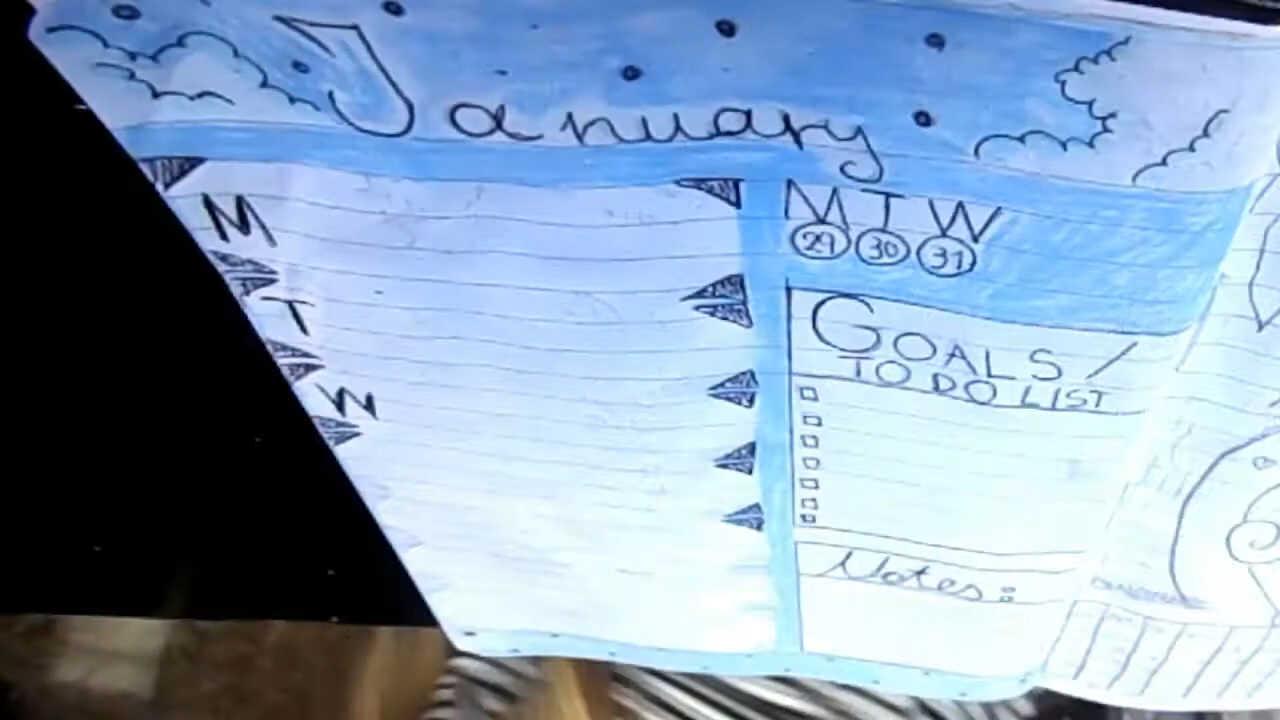 January
M T W
29 30 31
M
T
W
GOALS /
TO DO LIST
Notes: